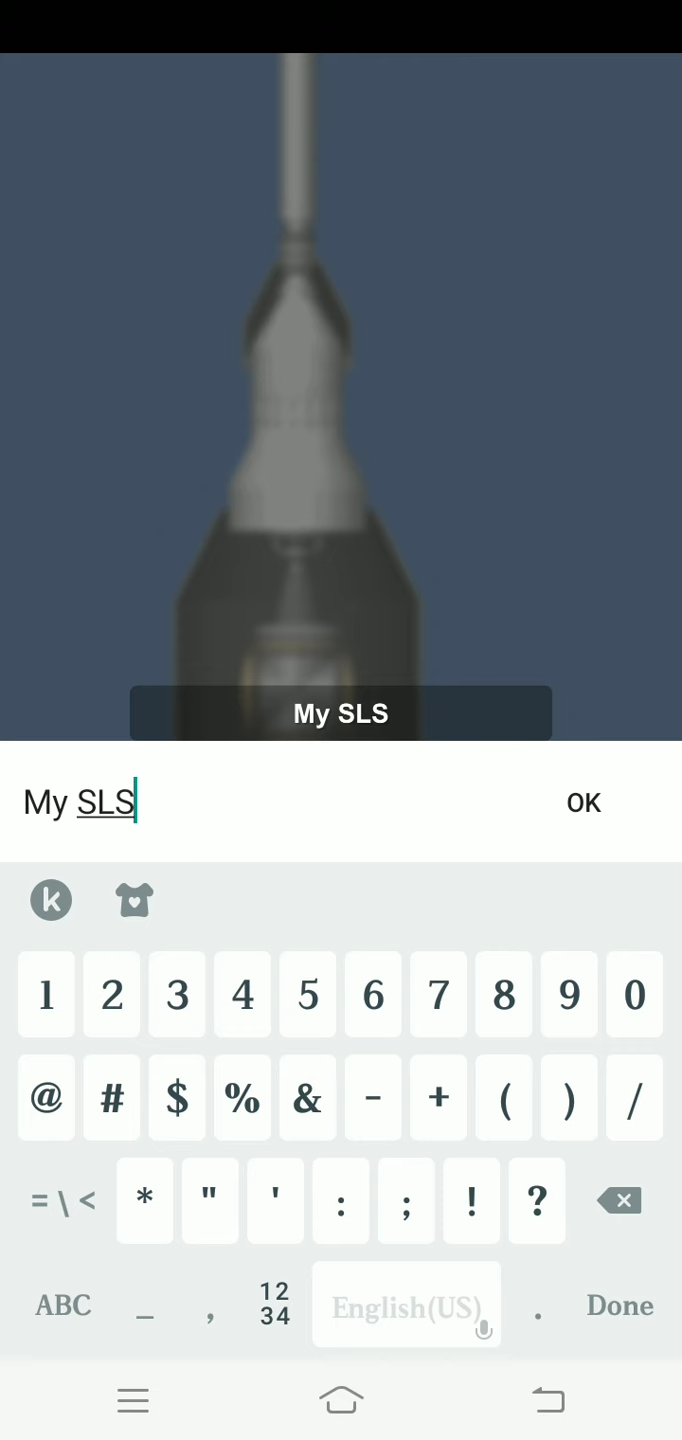 My SLS
My SLS
OK
k
1 2 3 4 5 6 7 8 9 0
@ # $ % & - + ( ) /
= \ < * " ' : ; ! ?
ABC _ , 12 34 English(US) . Done